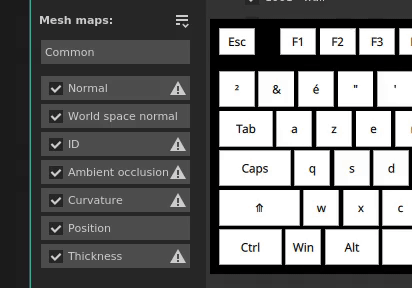 Mesh maps:
Common
Normal
World space normal
ID
Ambient occlusion
Curvature
Position
Thickness
Esc F1 F2 F3
² & é " '
Tab a z e
Caps q s d
⇑ w x c
Ctrl Win Alt